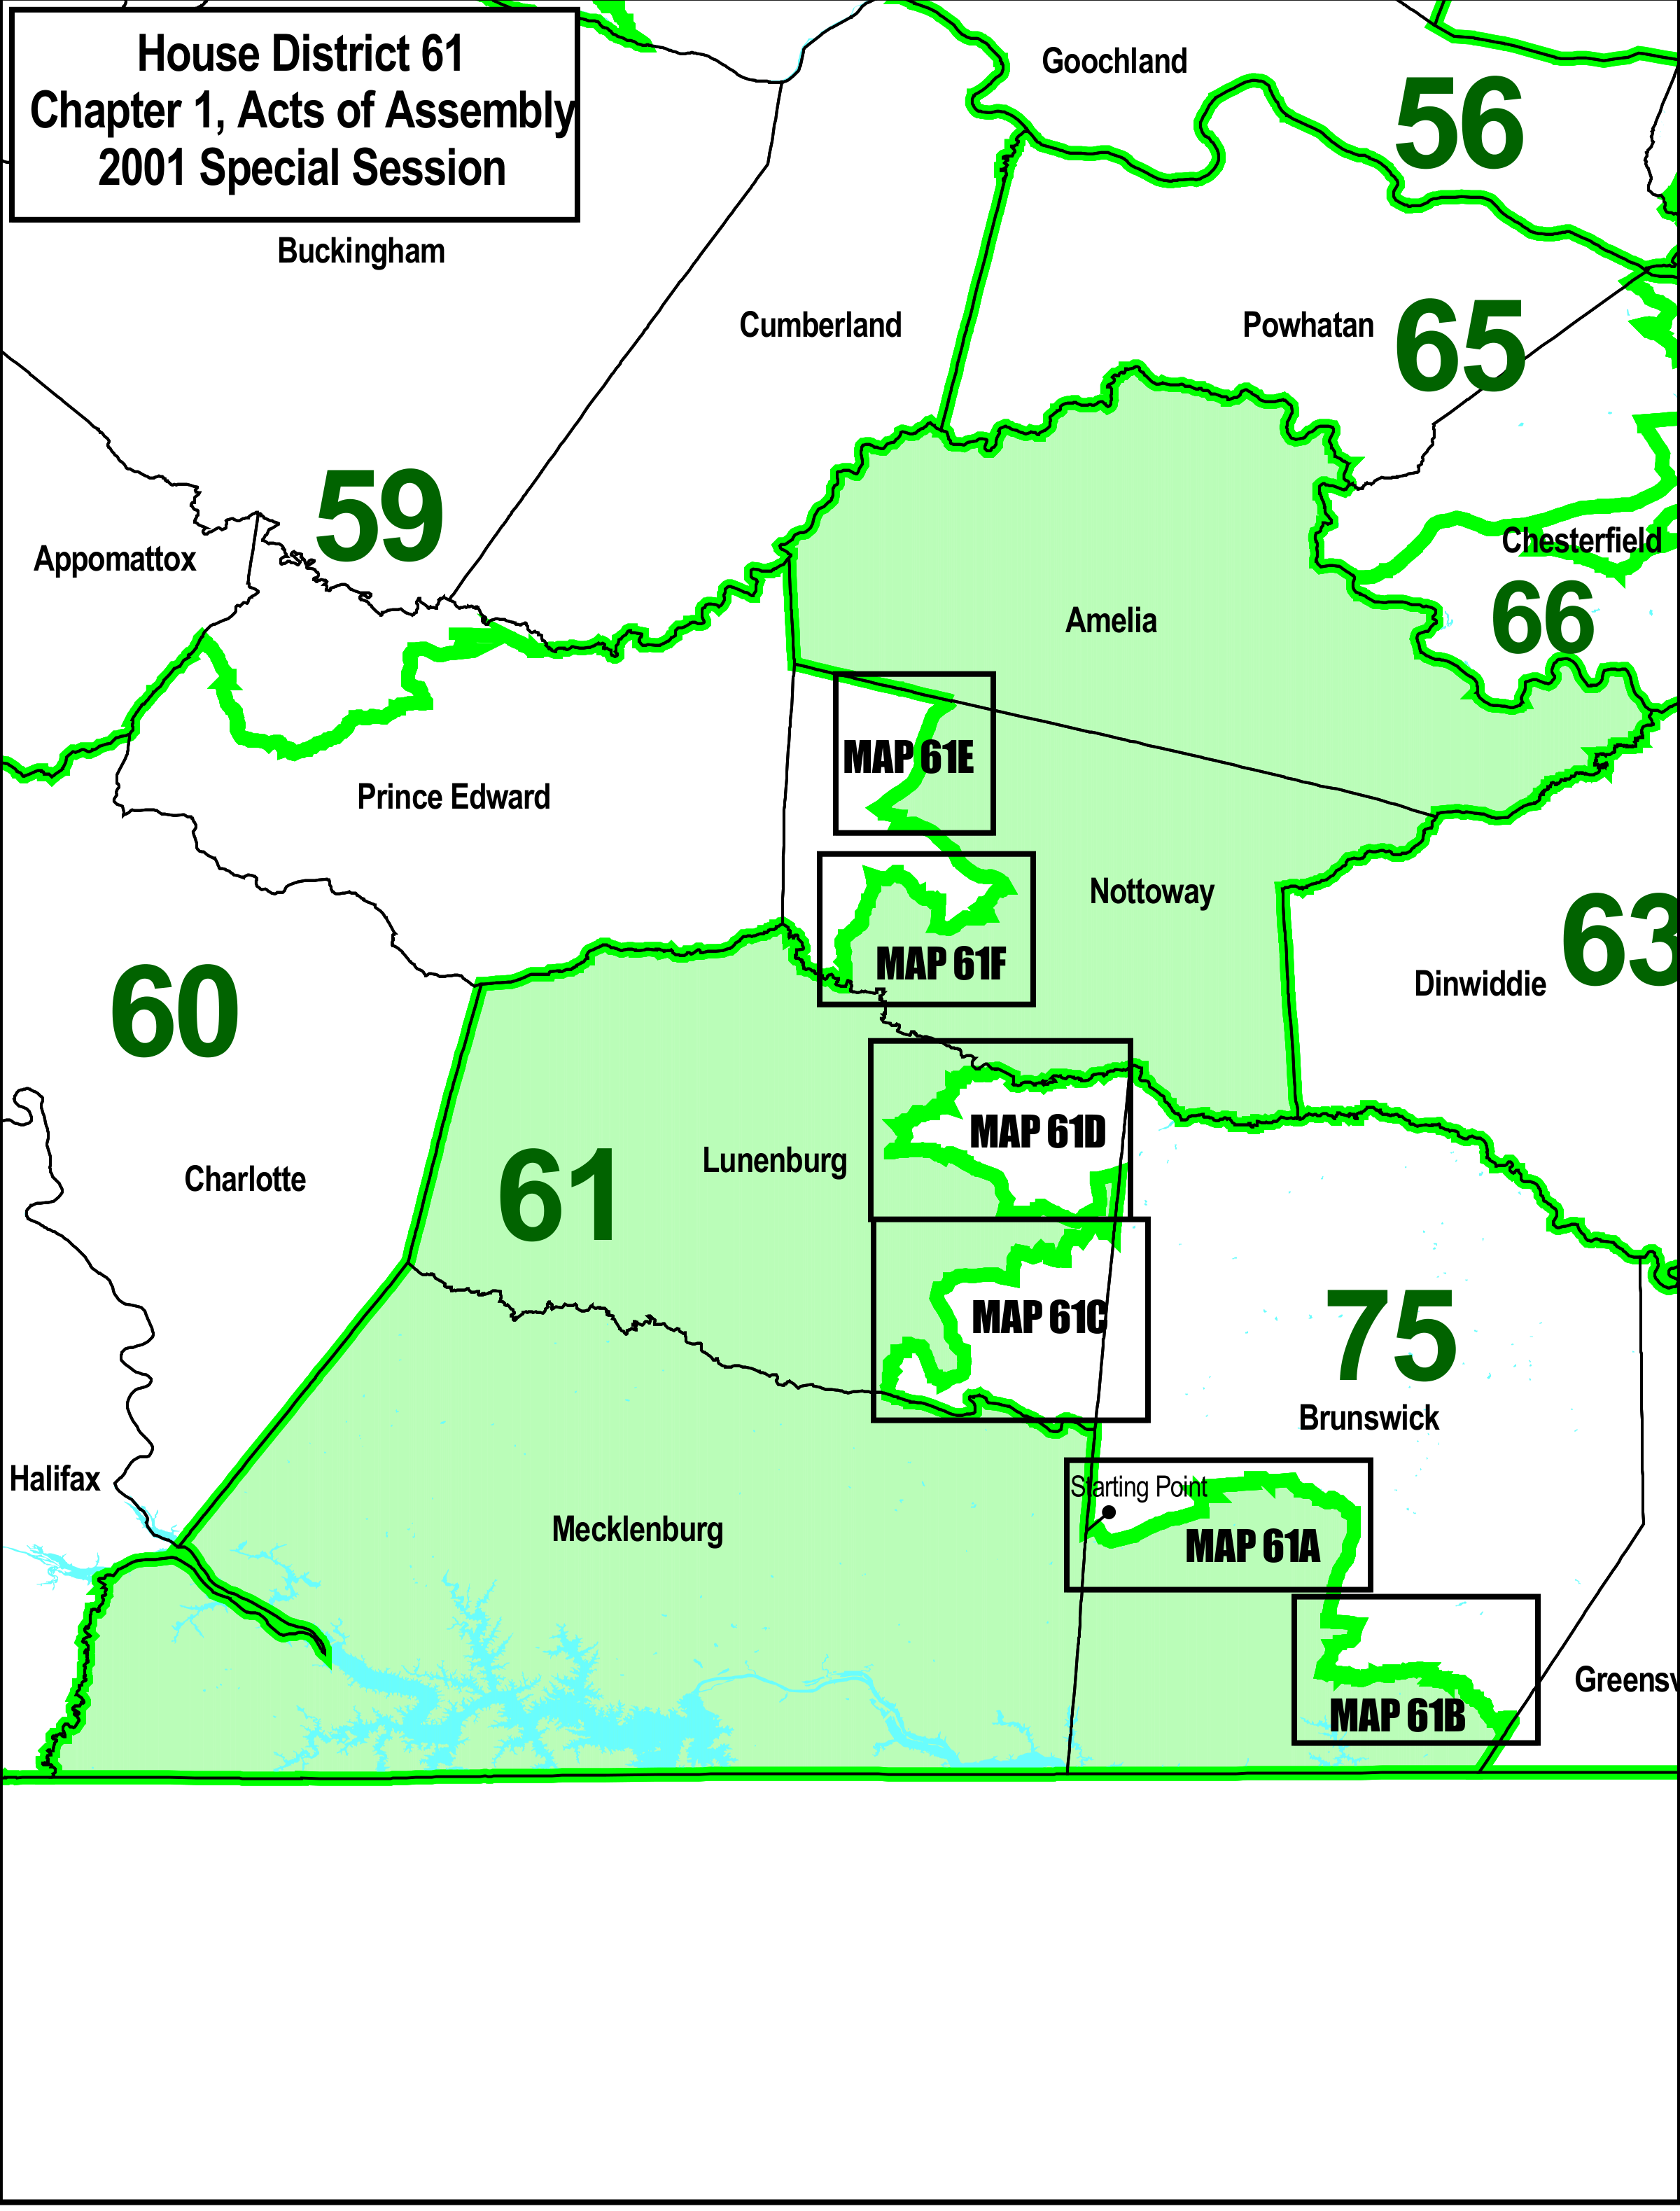 House District 61
Chapter 1, Acts of Assembly
2001 Special Session
Goochland
56
Buckingham
Cumberland
Powhatan
65
59
Appomattox
Chesterfield
66
Amelia
MAP 61E
Prince Edward
Nottoway
63
MAP 61F
Dinwiddie
60
MAP 61D
Lunenburg
Charlotte
61
MAP 61C
75
Brunswick
Halifax
Starting Point
Mecklenburg
MAP 61A
Greensv
MAP 61B